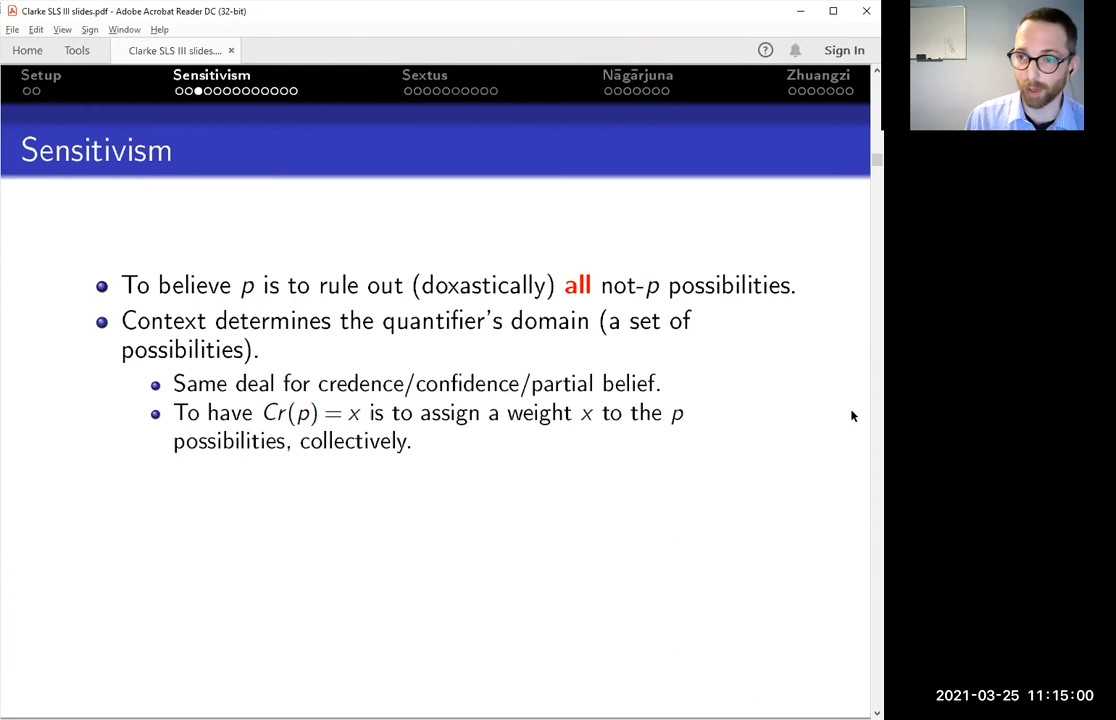 Clarke SLS III slides.pdf - Adobe Acrobat Reader DC (32-bit)
File Edit View Sign Window Help
Home Tools Clarke SLS III slides.... × Sign In
Setup Sensitivism Sextus Nāgārjuna Zhuangzi
Sensitivism
To believe p is to rule out (doxastically) all not-p possibilities.
Context determines the quantifier's domain (a set of
possibilities).
Same deal for credence/confidence/partial belief.
To have Cr(p) = x is to assign a weight x to the p
possibilities, collectively.
2021-03-25 11:15:00